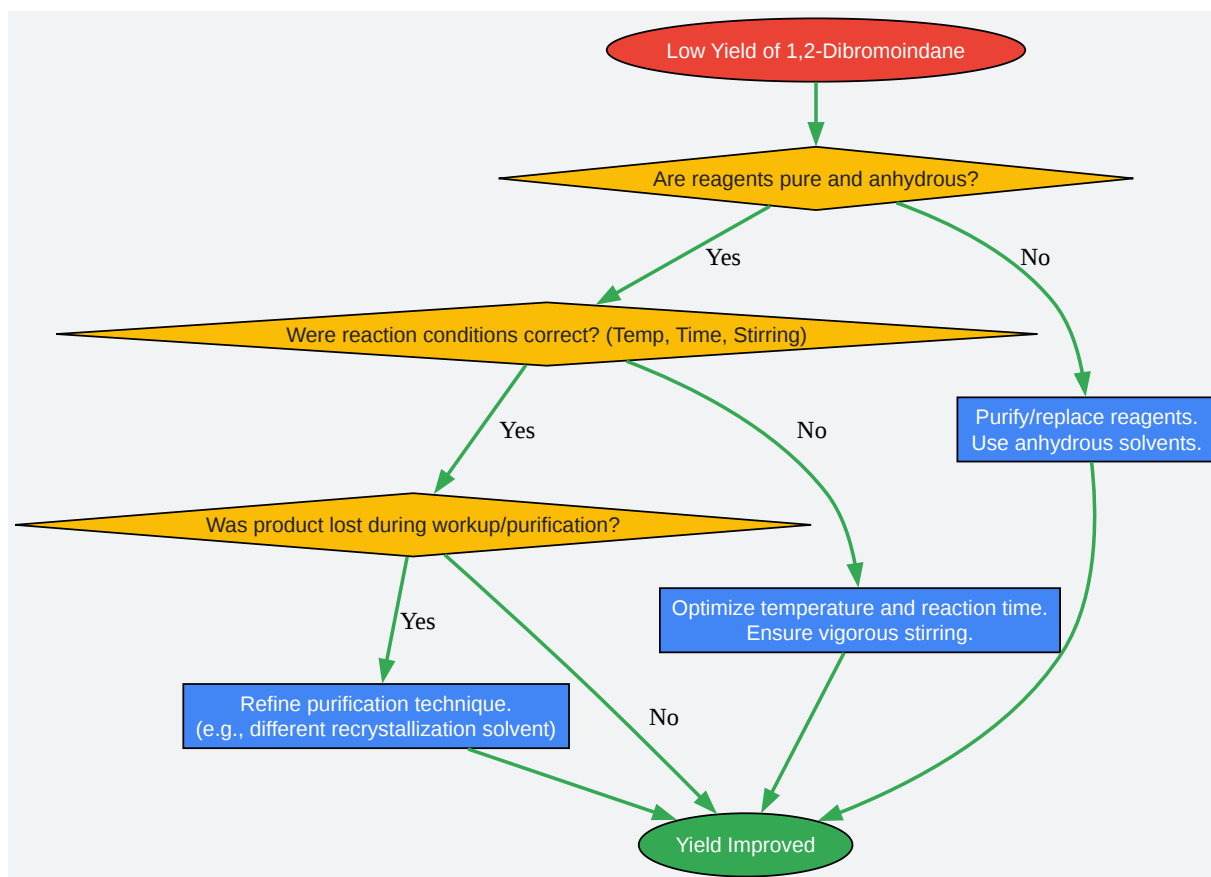 Low Yield of 1,2-Dibromoindane
Are reagents pure and anhydrous?
Yes
No
Were reaction conditions correct? (Temp, Time, Stirring)
Purify/replace reagents.
Use anhydrous solvents.
Yes
No
Was product lost during workup/purification?
Optimize temperature and reaction time.
Ensure vigorous stirring.
Yes
Refine purification technique.
(e.g., different recrystallization solvent)
No
Yield Improved